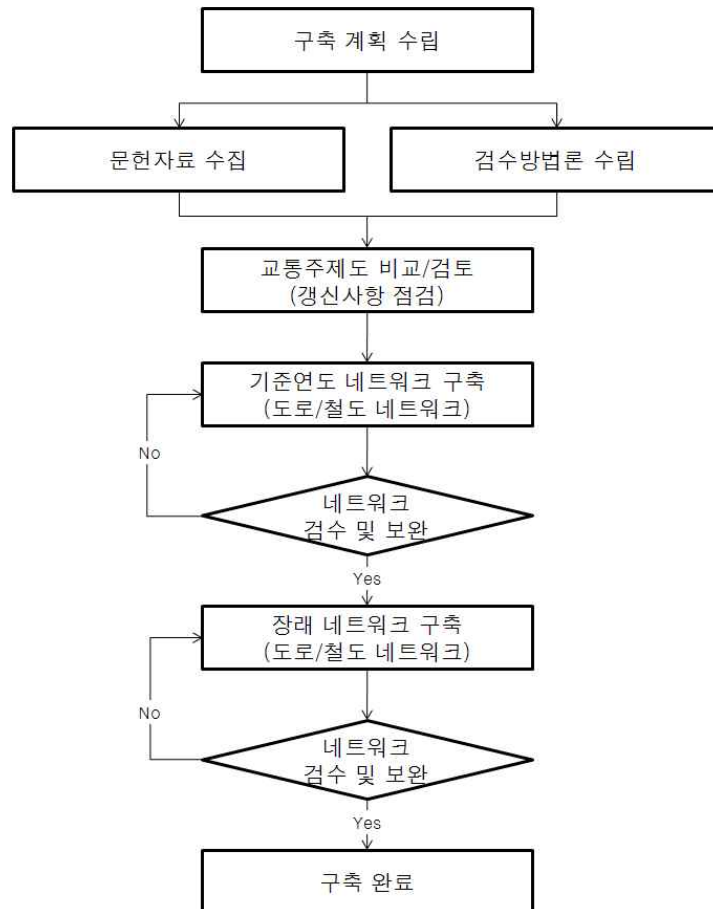 구축 계획 수립
문헌자료 수집
검수방법론 수립
교통주제도 비교/검토
(갱신사항 점검)
기준연도 네트워크 구축
(도로/철도 네트워크)
No
네트워크
검수 및 보완
Yes
장래 네트워크 구축
(도로/철도 네트워크)
No
네트워크
검수 및 보완
Yes
구축 완료